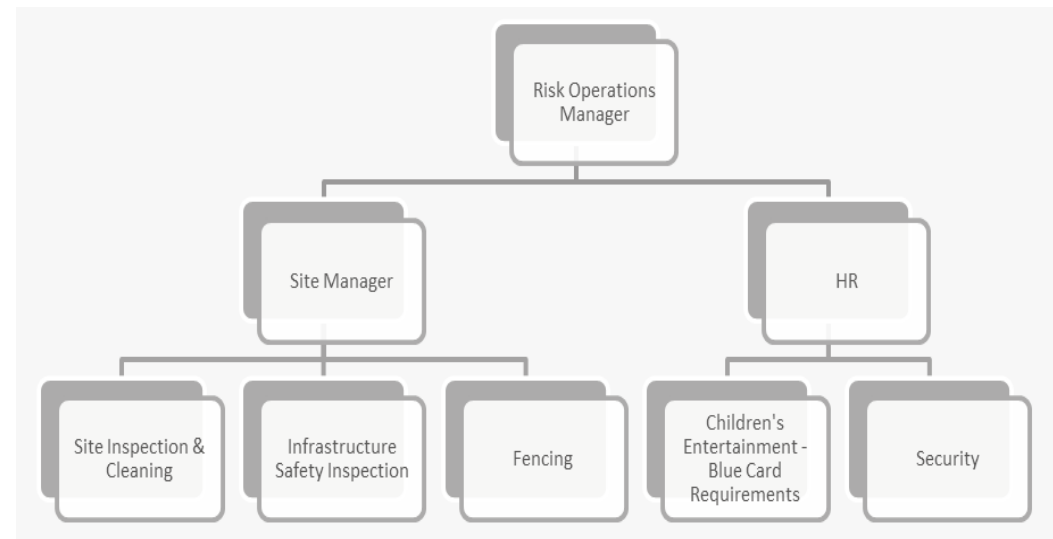 Risk Operations
Manager
Site Manager
HR
Site Inspection &
Cleaning
Infrastructure
Safety Inspection
Fencing
Children's
Entertainment -
Blue Card
Requirements
Security